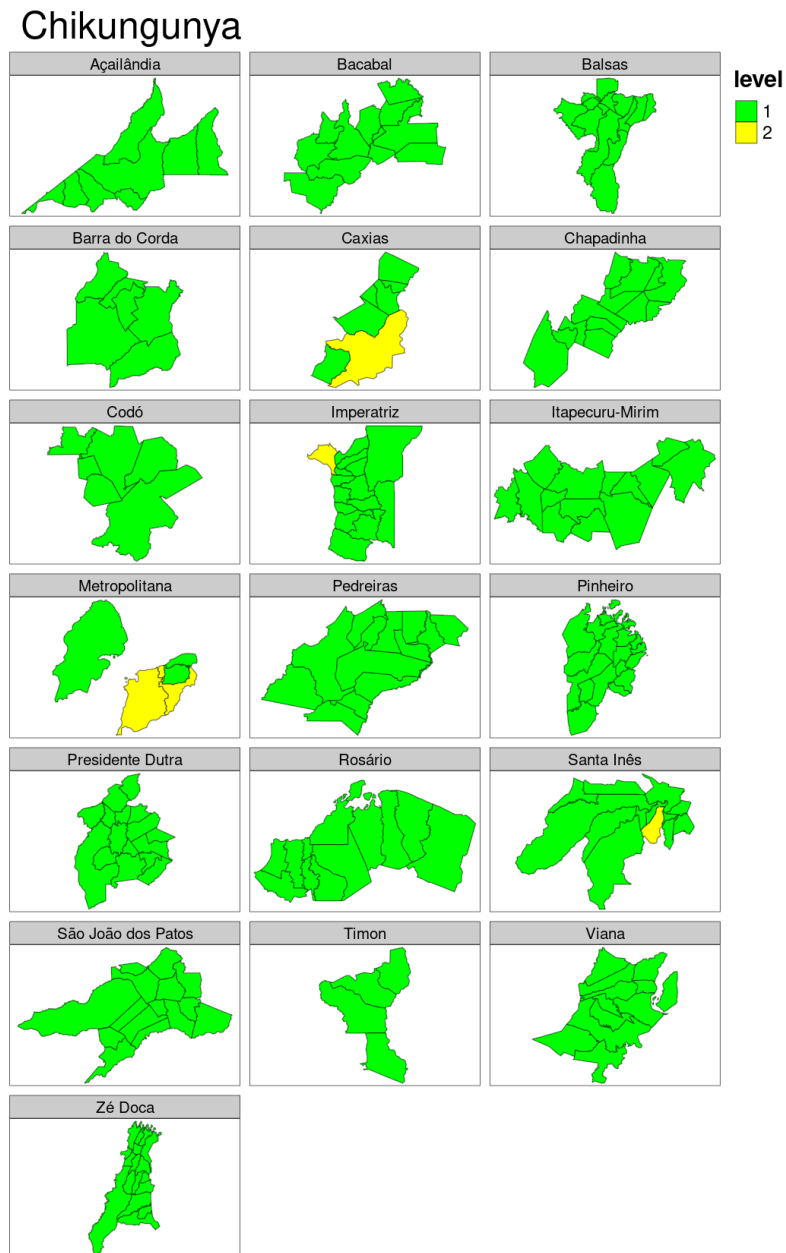 Chikungunya
Açailândia
Bacabal
Balsas
level
1
2
Barra do Corda
Caxias
Chapadinha
Codó
Imperatriz
Itapecuru-Mirim
Metropolitana
Pedreiras
Pinheiro
Presidente Dutra
Rosário
Santa Inês
São João dos Patos
Timon
Viana
Zé Doca